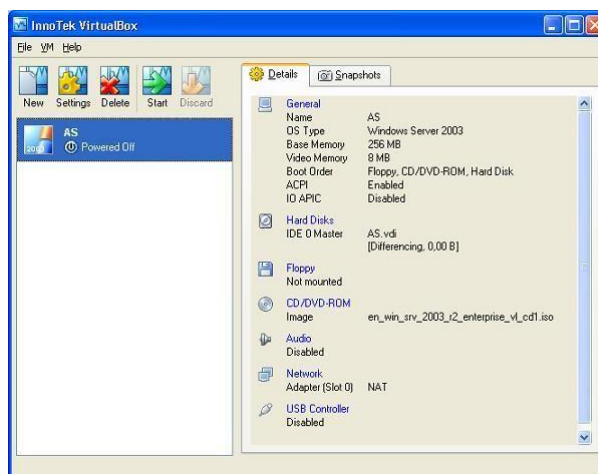 InnoTek VirtualBox
File VM Help
New Settings Delete Start Discard
AS
Powered Off
Details Snapshots
General
Name AS
OS Type Windows Server 2003
Base Memory 256 MB
Video Memory 8 MB
Boot Order Floppy, CD/DVD-ROM, Hard Disk
ACPI Enabled
IO APIC Disabled
Hard Disks
IDE 0 Master AS.vdi
[Differencing, 0,00 B]
Floppy
Not mounted
CD/DVD-ROM
Image en_win_srv_2003_r2_enterprise_vl_cd1.iso
Audio
Disabled
Network
Adapter (Slot 0) NAT
USB Controller
Disabled